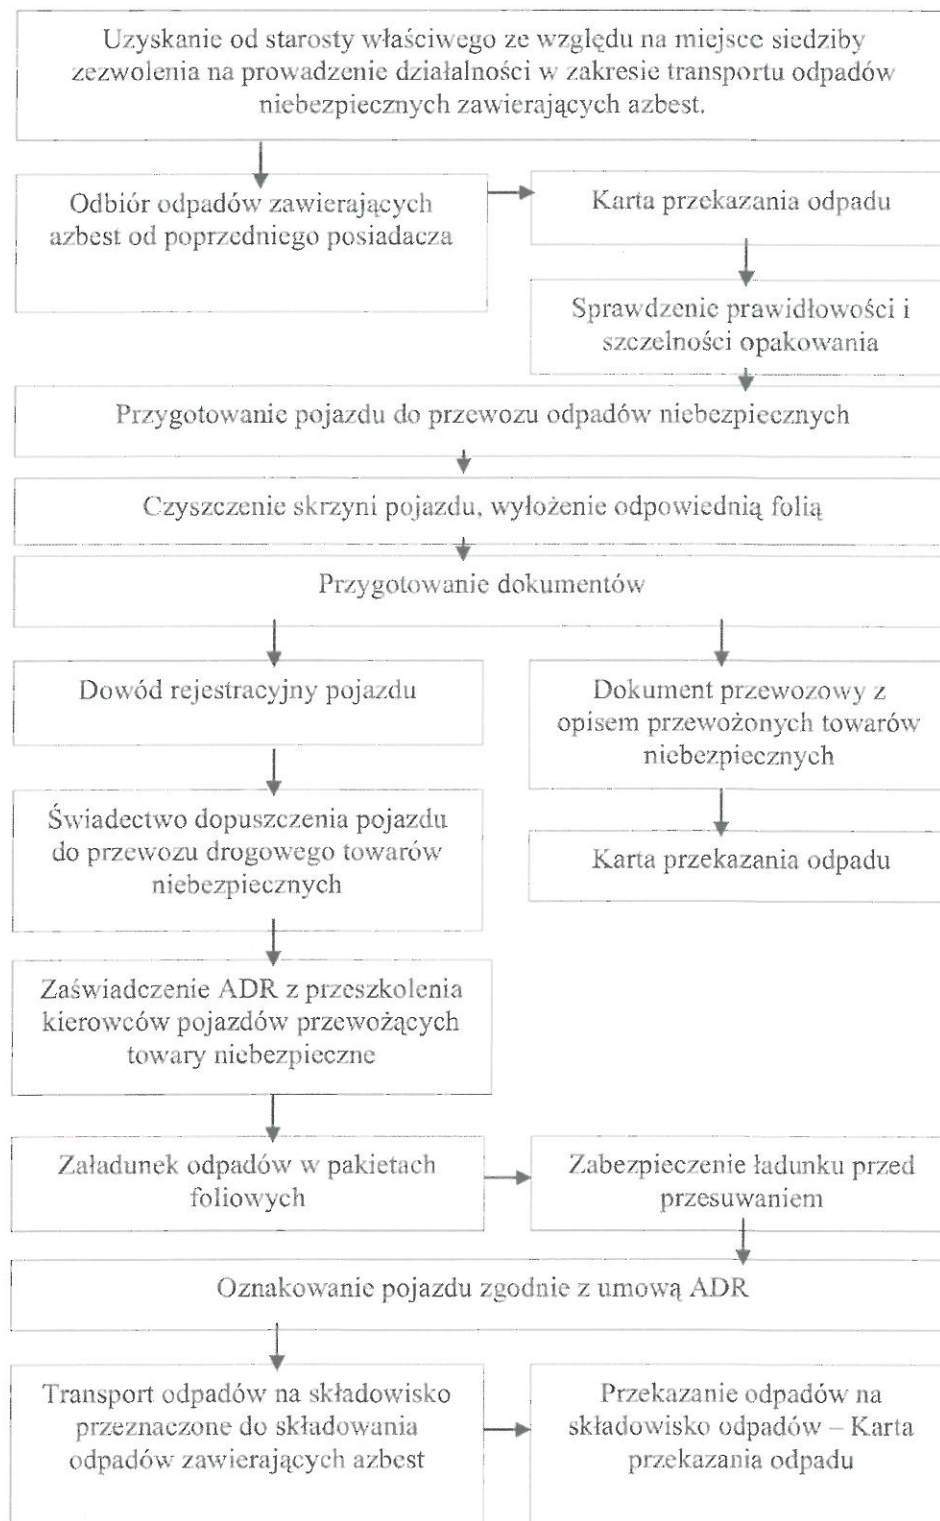 Uzyskanie od starosty właściwego ze względu na miejsce siedziby
zezwolenia na prowadzenie działalności w zakresie transportu odpadów
niebezpiecznych zawierających azbest.
Odbiór odpadów zawierających
azbest od poprzedniego posiadacza
Karta przekazania odpadu
Sprawdzenie prawidłowości i
szczelności opakowania
Przygotowanie pojazdu do przewozu odpadów niebezpiecznych
Czyszczenie skrzyni pojazdu, wyłożenie odpowiednią folią
Przygotowanie dokumentów
Dowód rejestracyjny pojazdu
Dokument przewozowy z
opisem przewożonych towarów
niebezpiecznych
Świadectwo dopuszczenia pojazdu
do przewozu drogowego towarów
niebezpiecznych
Karta przekazania odpadu
Zaświadczenie ADR z przeszkolenia
kierowców pojazdów przewożących
towary niebezpieczne
Załadunek odpadów w pakietach
foliowych
Zabezpieczenie ładunku przed
przesuwaniem
Oznakowanie pojazdu zgodnie z umową ADR
Transport odpadów na składowisko
przeznaczone do składowania
odpadów zawierających azbest
Przekazanie odpadów na
składowisko odpadów – Karta
przekazania odpadu